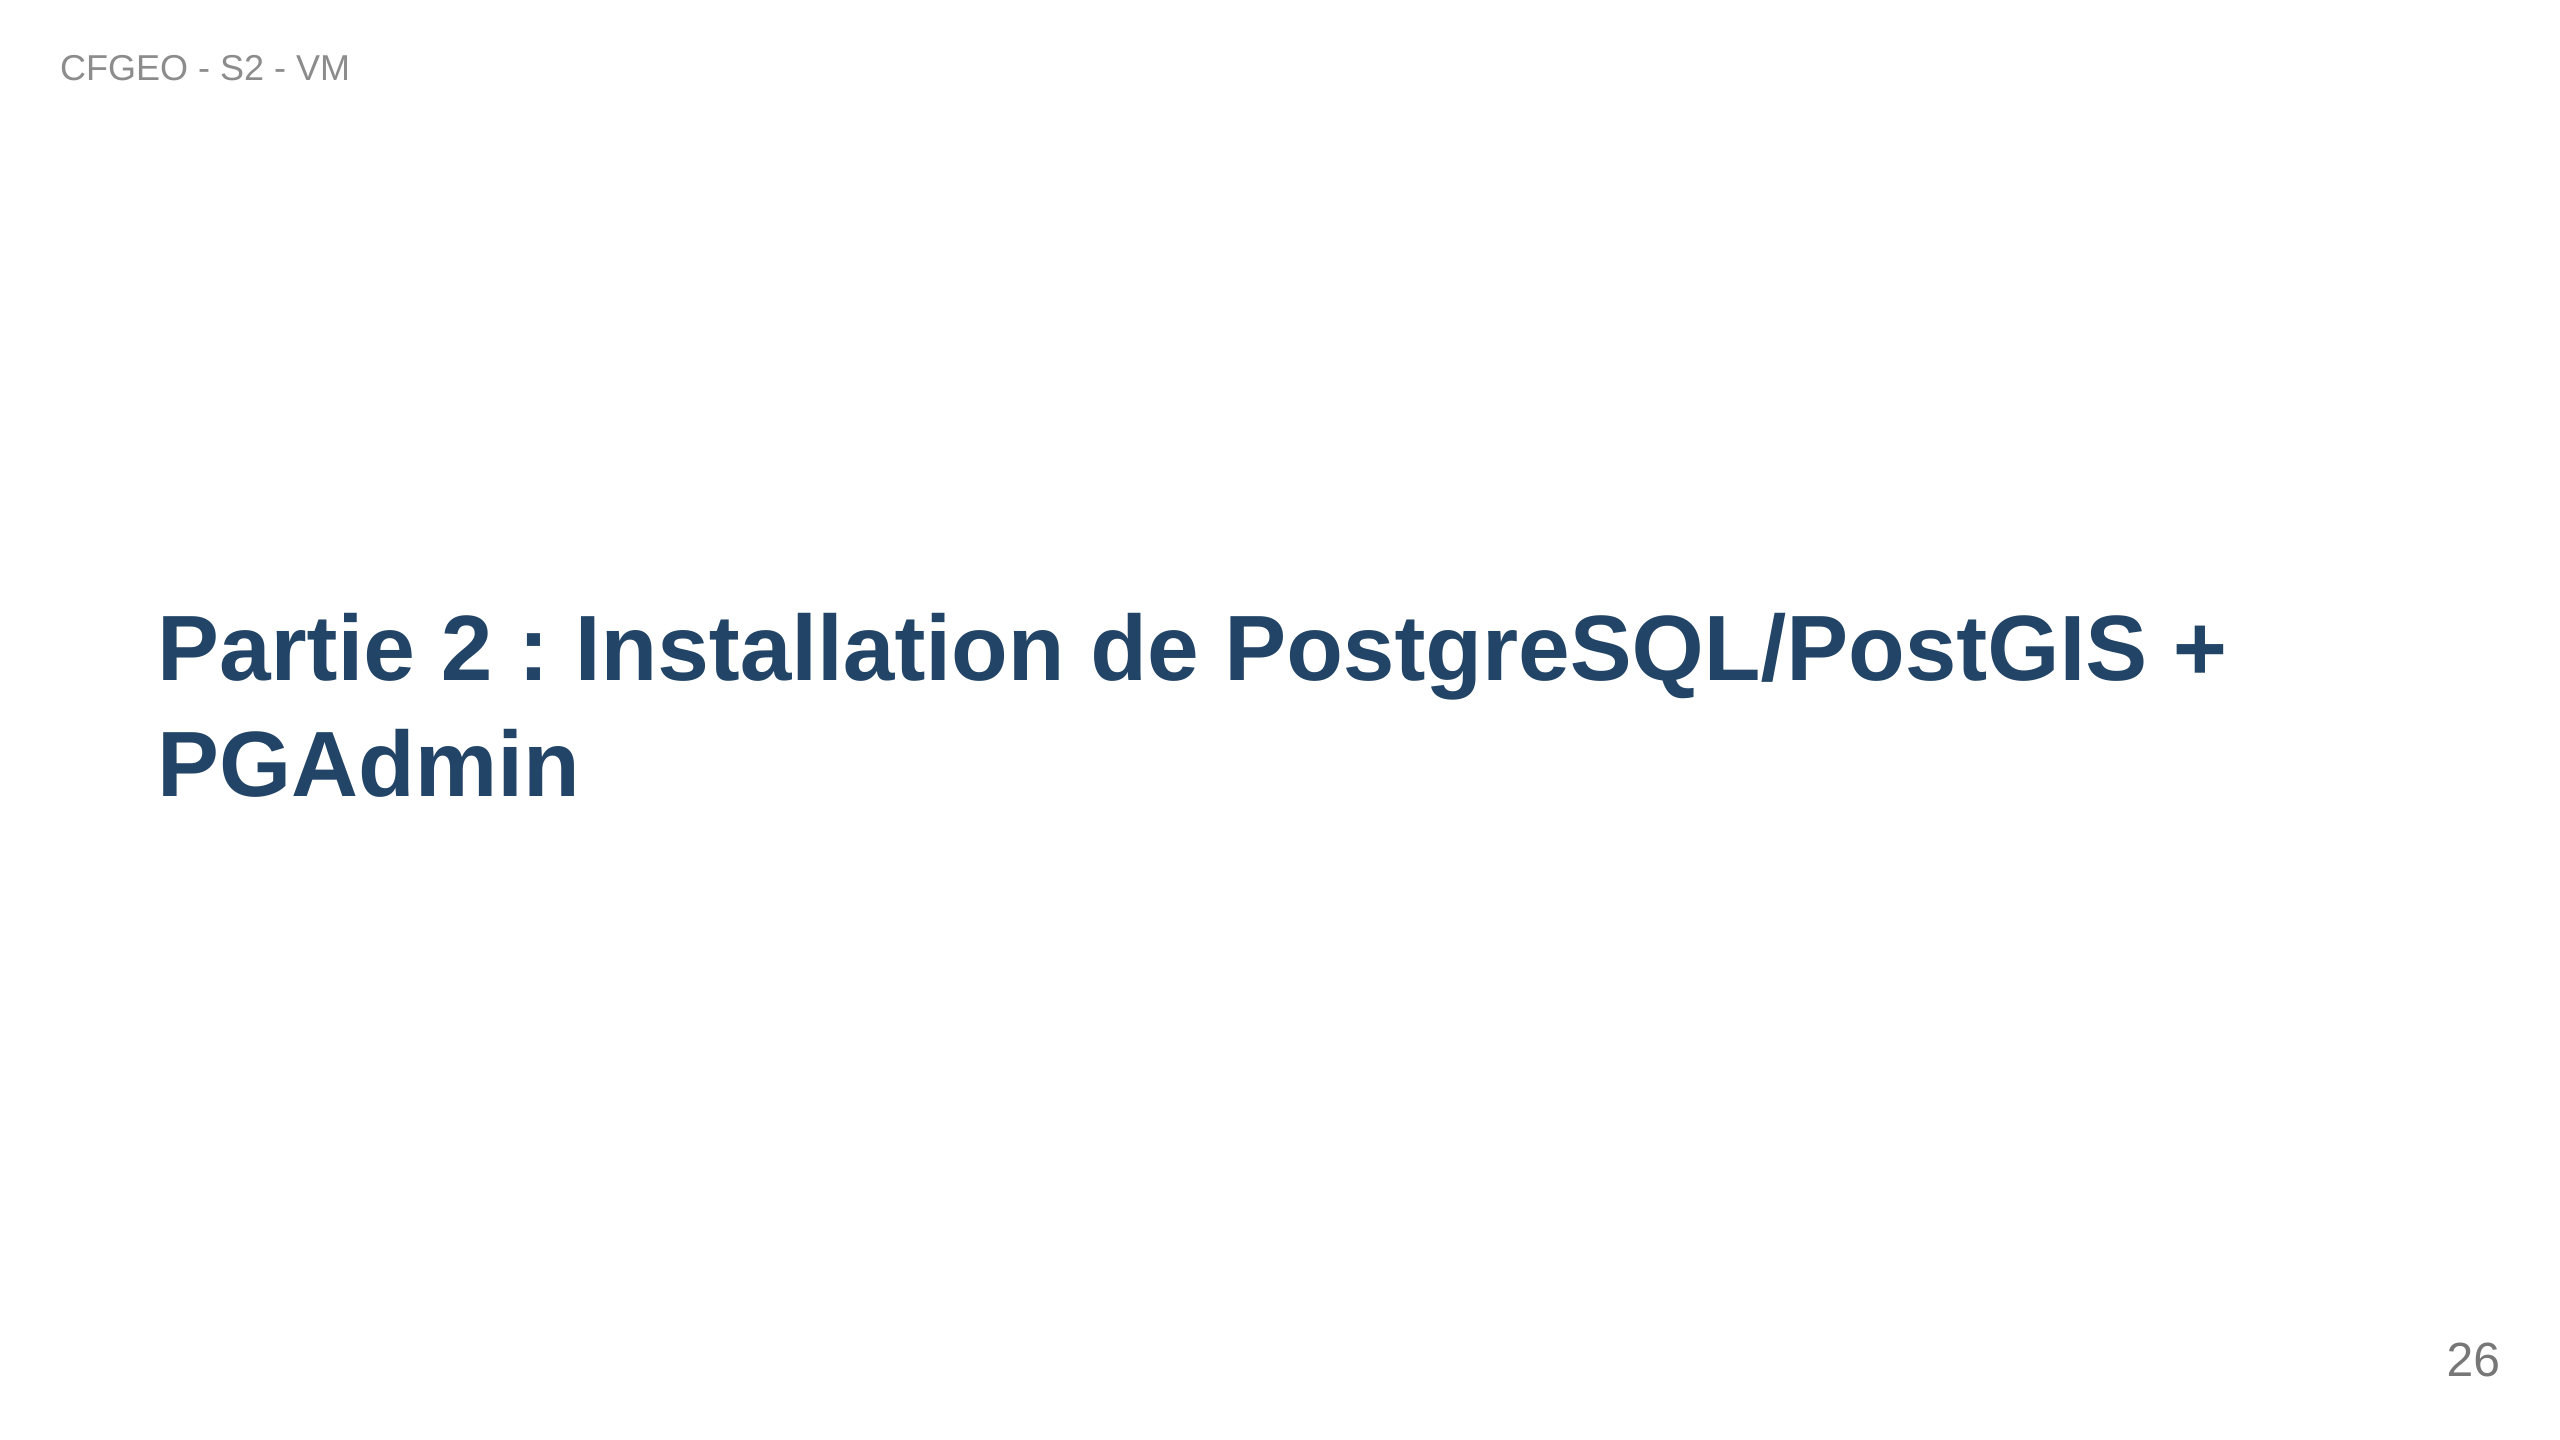 CFGEO - S2 - VM
Partie 2 : Installation de PostgreSQL/PostGIS +
PGAdmin
26